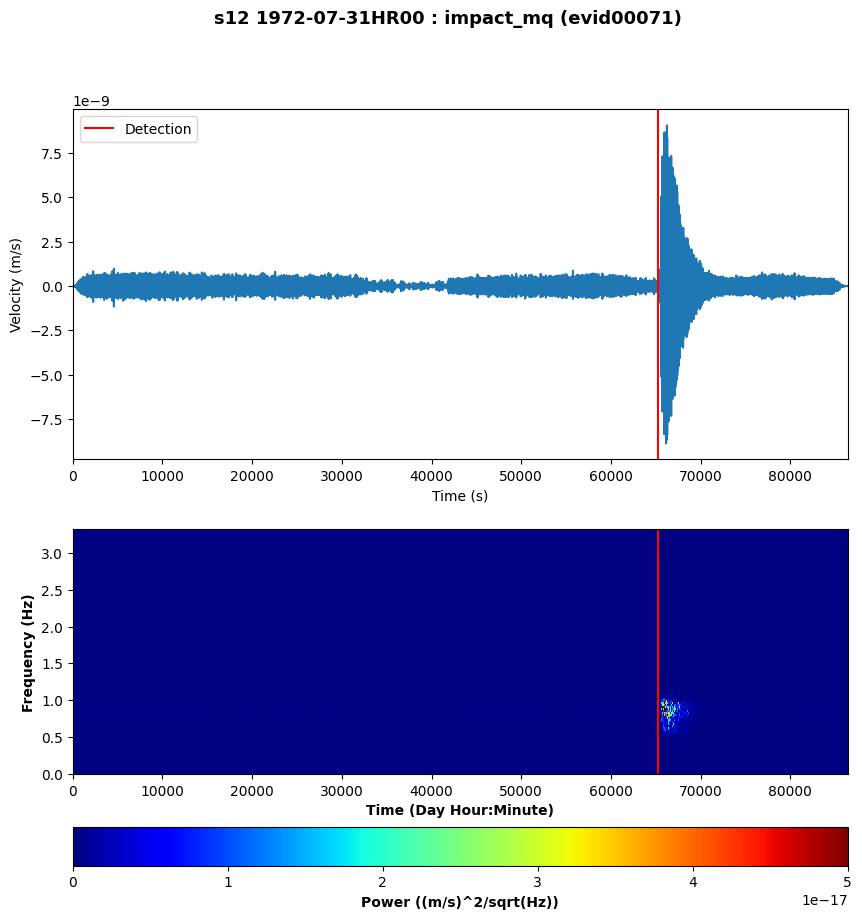 s12 1972-07-31HR00 : impact_mq (evid00071)
1e−9
Detection
7.5
5.0
2.5
0.0
−2.5
−5.0
−7.5
Velocity (m/s)
0 10000 20000 30000 40000 50000 60000 70000 80000
Time (s)
3.0
2.5
2.0
1.5
1.0
0.5
0.0
Frequency (Hz)
0 10000 20000 30000 40000 50000 60000 70000 80000
Time (Day Hour:Minute)
0 1 2 3 4 5
1e−17
Power ((m/s)^2/sqrt(Hz))